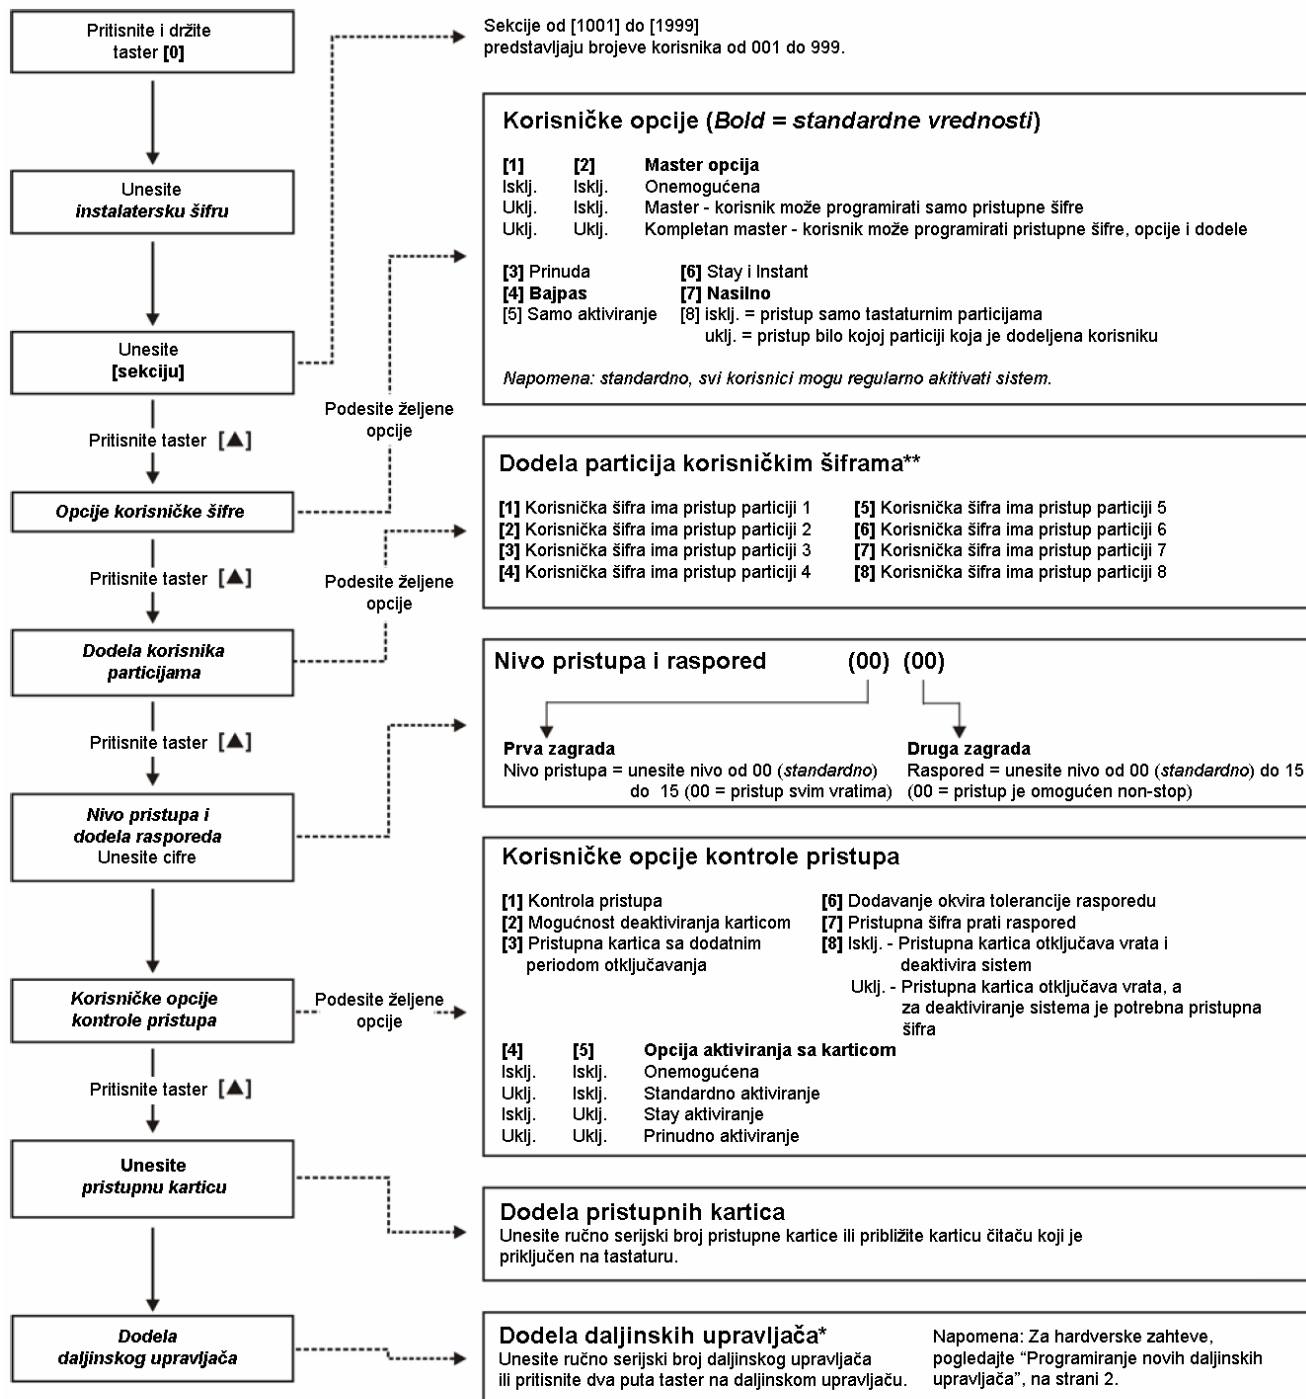 Pritisnite i držite
taster [0]
Unesite
instalatersku šifru
Unesite
[sekciju]
Pritisnite taster [▲]
Opcije korisničke šifre
Pritisnite taster [▲]
Dodela korisnika
particijama
Pritisnite taster [▲]
Nivo pristupa i
dodela rasporeda
Unesite cifre
Korisničke opcije
kontrole pristupa
Pritisnite taster [▲]
Unesite
pristupnu karticu
Dodela
daljinskog upravljača
Podesite željene
opcije
Podesite željene
opcije
Podesite željene
opcije
Sekcije od [1001] do [1999]
predstavljaju brojeve korisnika od 001 do 999.
Korisničke opcije (Bold = standardne vrednosti)
[1] [2] Master opcija
Isklj. Isklj. Onemogućena
Uklj. Isklj. Master - korisnik može programirati samo pristupne šifre
Uklj. Uklj. Kompletan master - korisnik može programirati pristupne šifre, opcije i dodele
[3] Prinuda [6] Stay i Instant
[4] Bajpas [7] Nasilno
[5] Samo aktiviranje [8] isklj. = pristup samo tastaturnim particijama
uklj. = pristup bilo kojoj particiji koja je dodeljena korisniku
Napomena: standardno, svi korisnici mogu regularno akitivati sistem.
Dodela particija korisničkim šiframa**
[1] Korisnička šifra ima pristup particiji 1 [5] Korisnička šifra ima pristup particiji 5
[2] Korisnička šifra ima pristup particiji 2 [6] Korisnička šifra ima pristup particiji 6
[3] Korisnička šifra ima pristup particiji 3 [7] Korisnička šifra ima pristup particiji 7
[4] Korisnička šifra ima pristup particiji 4 [8] Korisnička šifra ima pristup particiji 8
Nivo pristupa i raspored (00) (00)
Prva zagrada
Nivo pristupa = unesite nivo od 00 (standardno)
do 15 (00 = pristup svim vratima)
Druga zagrada
Raspored = unesite nivo od 00 (standardno) do 15
(00 = pristup je omogućen non-stop)
Korisničke opcije kontrole pristupa
[1] Kontrola pristupa
[2] Mogućnost deaktiviranja karticom
[3] Pristupna kartica sa dodatnim
periodom otključavanja
[6] Dodavanje okvira tolerancije rasporedu
[7] Pristupna šifra prati raspored
[8] Isklj. - Pristupna kartica otključava vrata i
deaktivira sistem
Uklj. - Pristupna kartica otključava vrata, a
za deaktiviranje sistema je potrebna pristupna
šifra
[4] [5] Opcija aktiviranja sa karticom
Isklj. Isklj. Onemogućena
Uklj. Isklj. Standardno aktiviranje
Isklj. Uklj. Stay aktiviranje
Uklj. Uklj. Prinudno aktiviranje
Dodela pristupnih kartica
Unesite ručno serijski broj pristupne kartice ili približite karticu čitaču koji je
priključen na tastaturu.
Dodela daljinskih upravljača*
Unesite ručno serijski broj daljinskog upravljača
ili pritisnite dva puta taster na daljinskom upravljaču.
Napomena: Za hardverske zahteve,
pogledajte “Programiranje novih daljinskih
upravljača”, na strani 2.